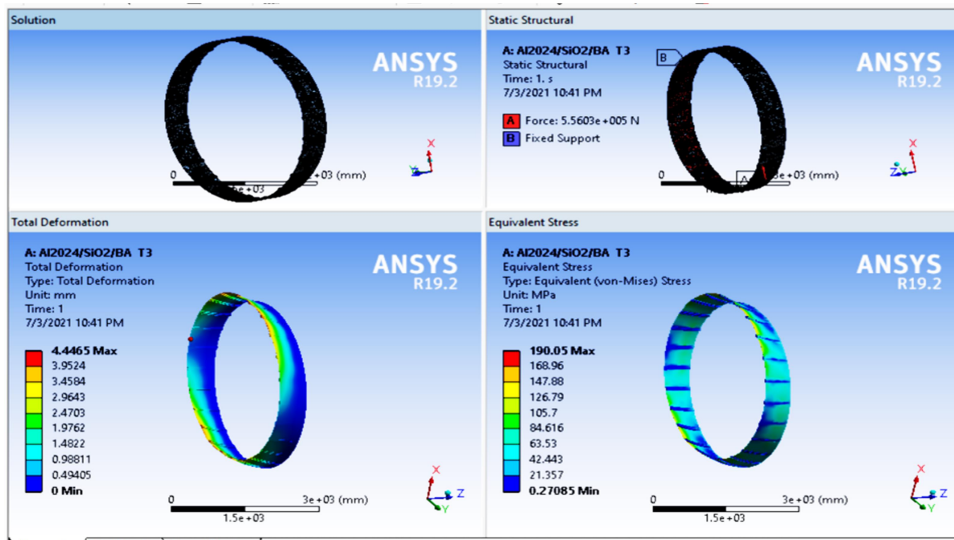 Solution
ANSYS
R19.2
0
(mm)
X
Y
Z
Static Structural
A: Al2024/SiO2/BA T3
Static Structural
Time: 1. s
7/3/2021 10:41 PM
A Force: 5.5603e+005 N
B Fixed Support
B
A
ANSYS
R19.2
0
(mm)
X
Z
Total Deformation
A: Al2024/SiO2/BA T3
Total Deformation
Type: Total Deformation
Unit: mm
Time: 1
7/3/2021 10:41 PM
4.4465 Max
3.9524
3.4584
2.9643
2.4703
1.9762
1.4822
0.98811
0.49405
0 Min
ANSYS
R19.2
0 3e+03 (mm)
1.5e+03
X
Z
Y
Equivalent Stress
A: Al2024/SiO2/BA T3
Equivalent Stress
Type: Equivalent (von-Mises) Stress
Unit: MPa
Time: 1
7/3/2021 10:41 PM
190.05 Max
168.96
147.88
126.79
105.7
84.616
63.53
42.443
21.357
0.27085 Min
ANSYS
R19.2
0 3e+03 (mm)
1.5e+03
X
Z
Y